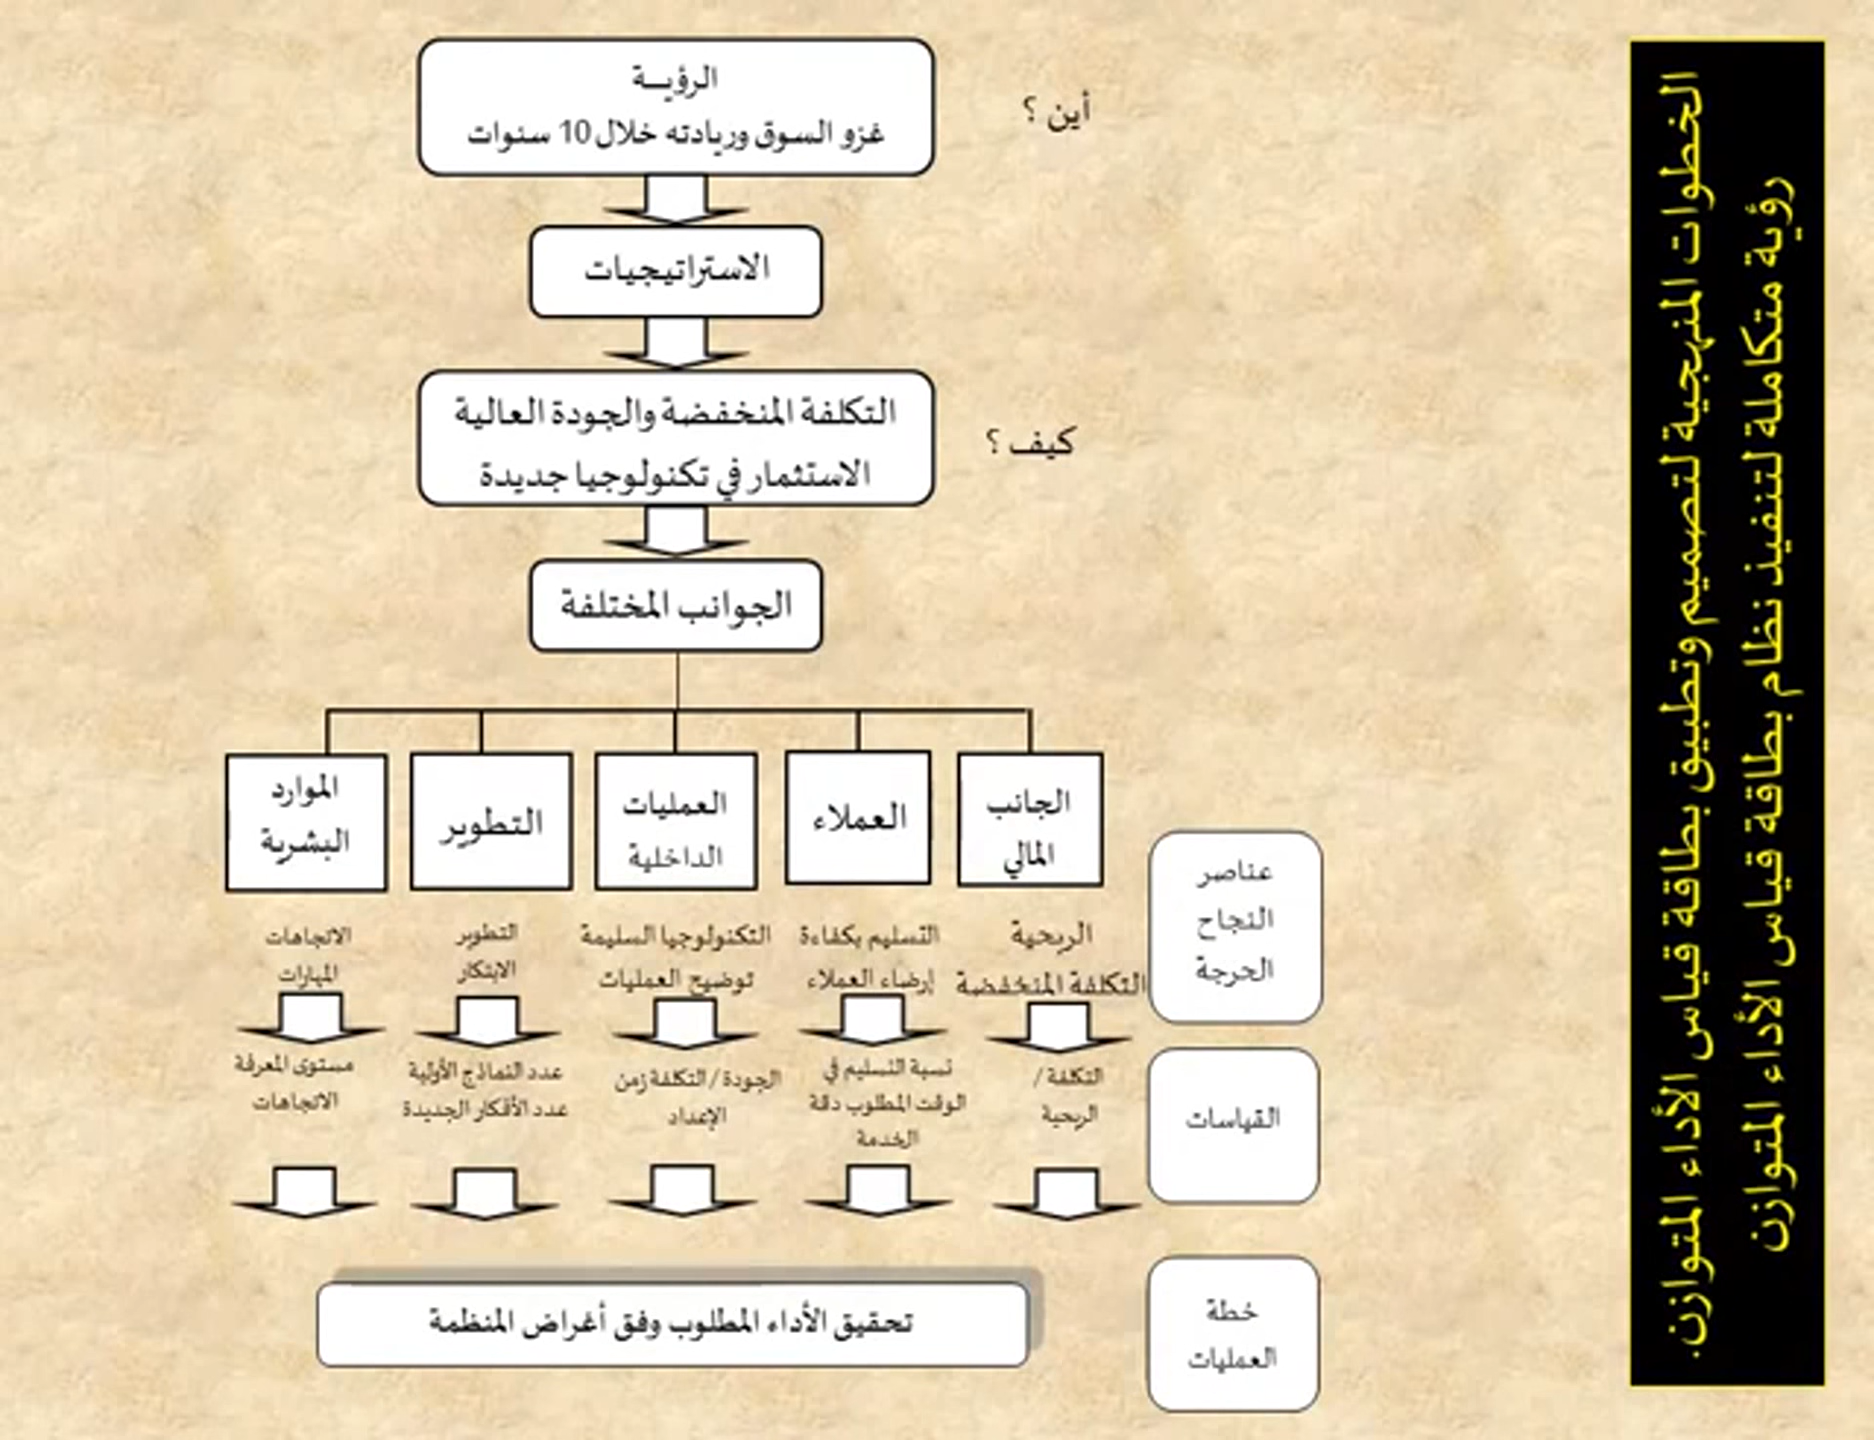 الخطوات المنهجية لتصميم وتطبيق بطاقة قياس الأداء المتوازن.
رؤية متكاملة لتنفيذ نظام بطاقة قياس الأداء المتوازن
أين ؟
الرؤيــة
غزو السوق وزيادته خلال 10 سنوات
الاستراتيجيات
كيف ؟
التكلفة المنخفضة والجودة العالية
الاستثمار في تكنولوجيا جديدة
الجوانب المختلفة
الجانب
المالي
العملاء
العمليات
الداخلية
التطوير
الموارد
البشرية
عناصر
النجاح
الحرجة
الربحية
التكلفة المنخفضة
التسليم بكفاءة
إرضاء العملاء
التكنولوجيا السليمة
توضيح العمليات
التطوير
الابتكار
الاتجاهات
المهارات
القياسات
التكلفة /
الربحية
نسبة التسليم في
الوقت المطلوب دقة
الخدمة
الجودة / التكلفة زمن
الإعداد
عدد النماذج الأولية
عدد الأفكار الجديدة
مستوى المعرفة
الاتجاهات
خطة
العمليات
تحقيق الأداء المطلوب وفق أغراض المنظمة